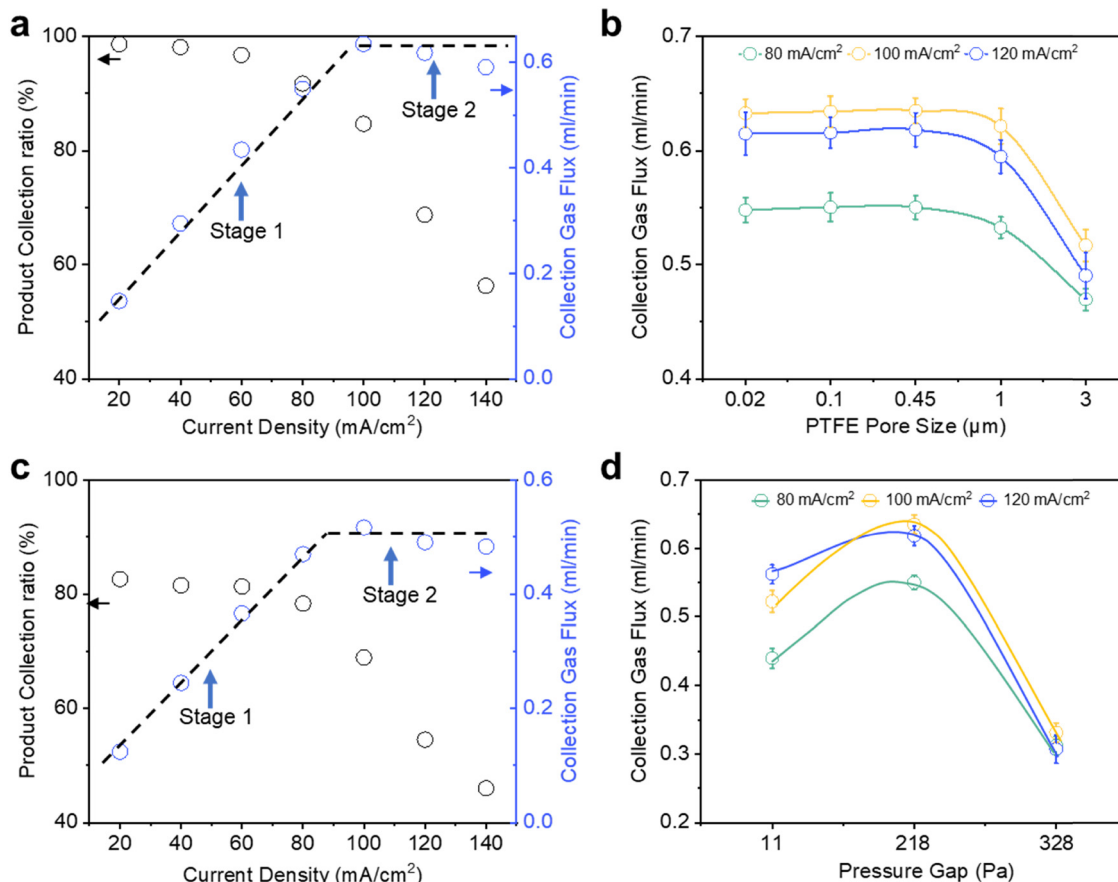 a
100
80
60
40
Product Collection ratio (%)
20 40 60 80 100 120 140
Current Density (mA/cm²)
Stage 1
Stage 2
0.6
0.4
0.2
0.0
Collection Gas Flux (ml/min)
b
0.7
0.6
0.5
0.4
Collection Gas Flux (ml/min)
80 mA/cm² 100 mA/cm² 120 mA/cm²
0.02 0.1 0.45 1 3
PTFE Pore Size (μm)
c
100
80
60
40
Product Collection ratio (%)
20 40 60 80 100 120 140
Current Density (mA/cm²)
Stage 1
Stage 2
0.6
0.4
0.2
0.0
Collection Gas Flux (ml/min)
d
0.7
0.6
0.5
0.4
0.3
0.2
Collection Gas Flux (ml/min)
80 mA/cm² 100 mA/cm² 120 mA/cm²
11 218 328
Pressure Gap (Pa)